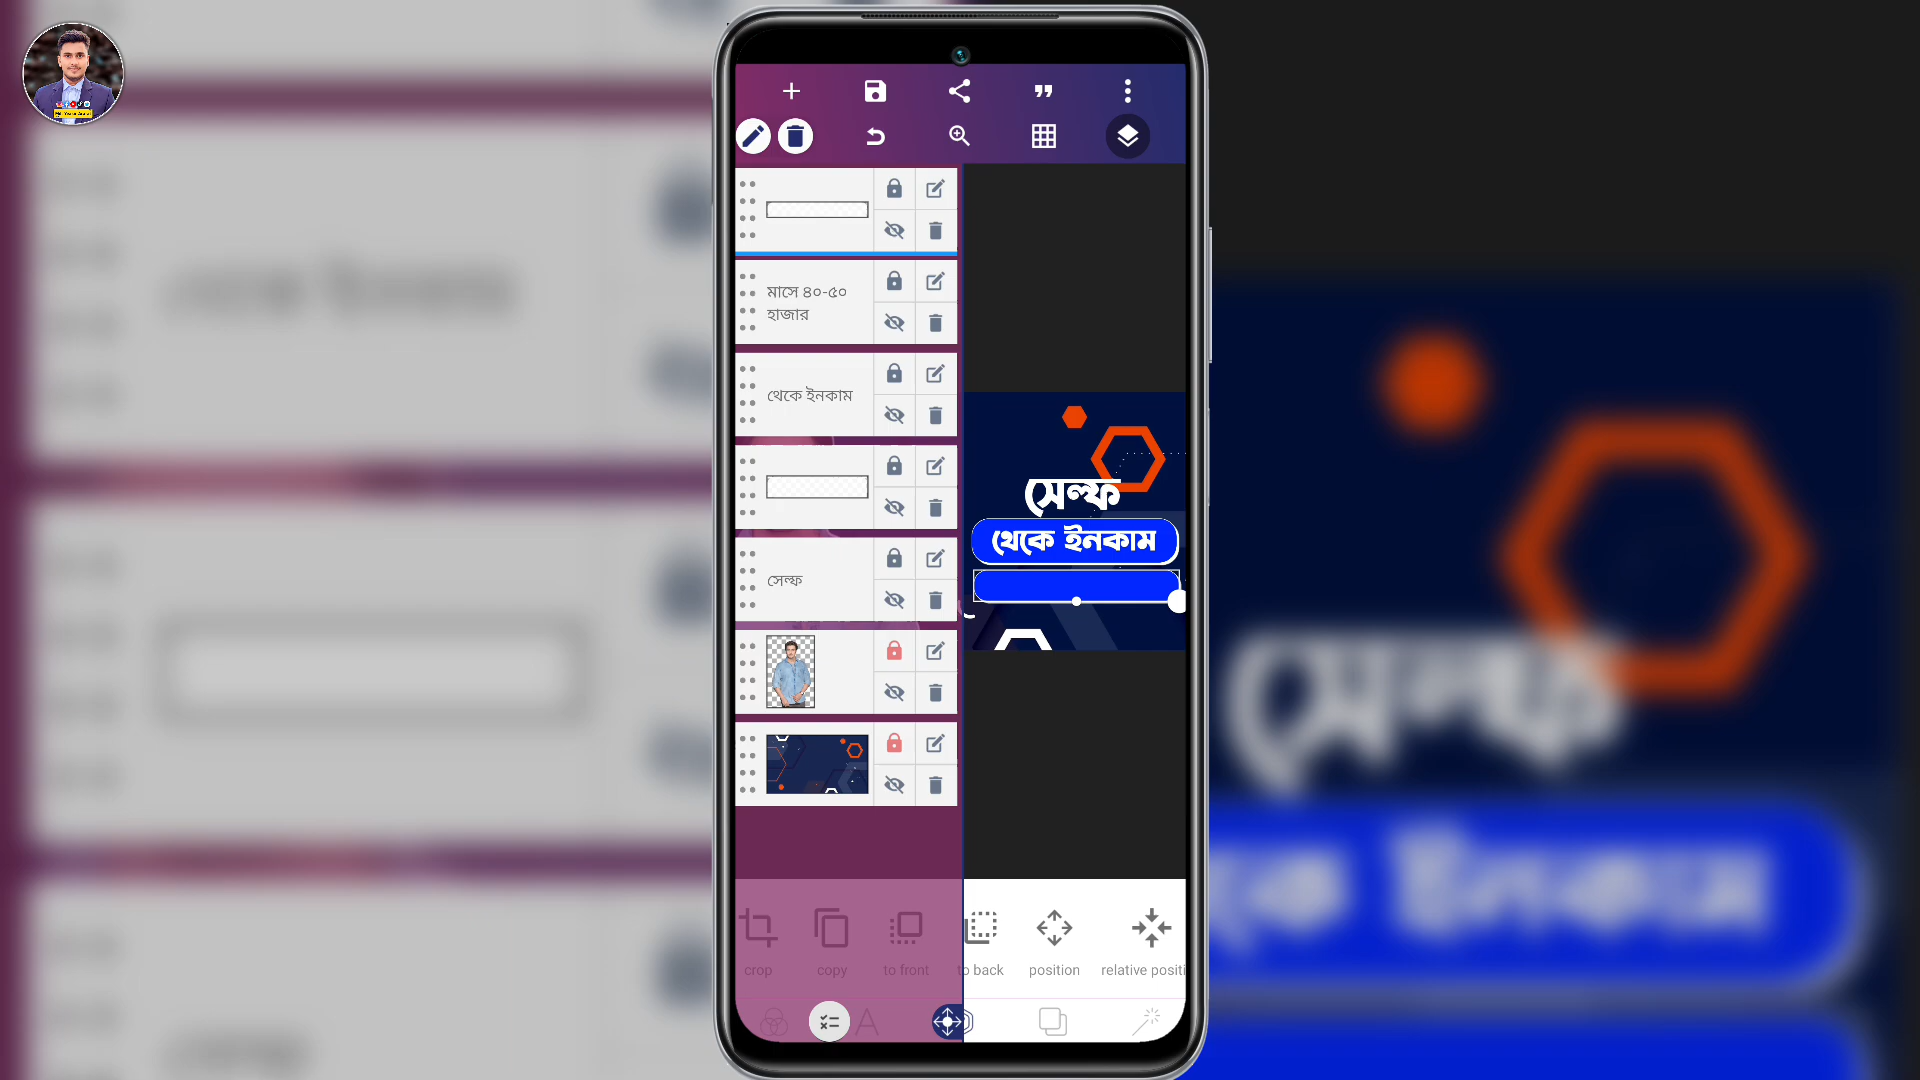 মাসে ৪০-৫০
হাজার
থেকে ইনকাম
সেল্ফ
সেল্ফ
থেকে ইনকাম
crop
copy
to front
to back
position
relative positi